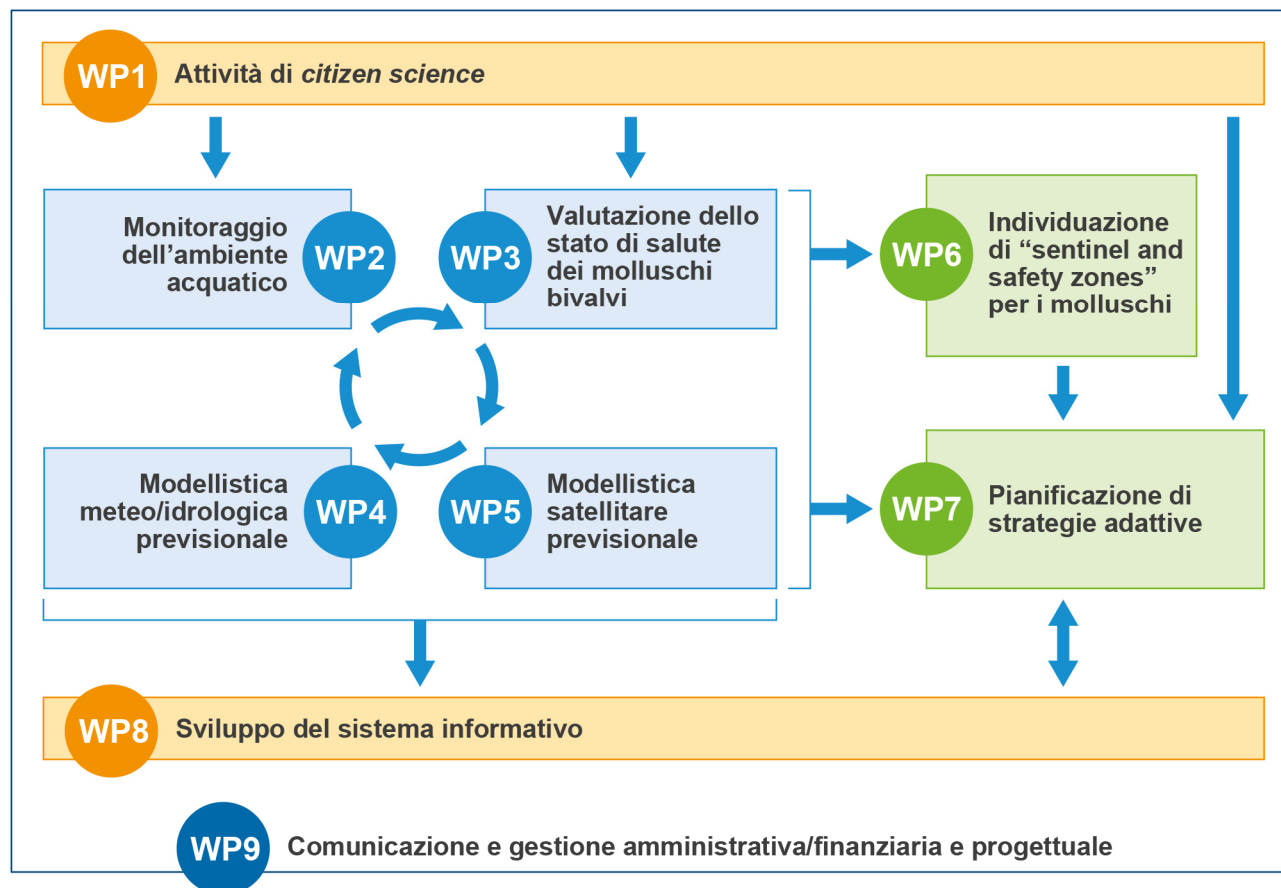 WP1 Attività di citizen science
Monitoraggio
dell’ambiente
acquatico
WP2
WP3
Valutazione dello
stato di salute
dei molluschi
bivalvi
WP6
Individuazione
di “sentinel and
safety zones”
per i molluschi
Modellistica
meteo/idrologica
previsionale
WP4
WP5
Modellistica
satellitare
previsionale
WP7
Pianificazione di
strategie adattive
WP8 Sviluppo del sistema informativo
WP9 Comunicazione e gestione amministrativa/finanziaria e progettuale